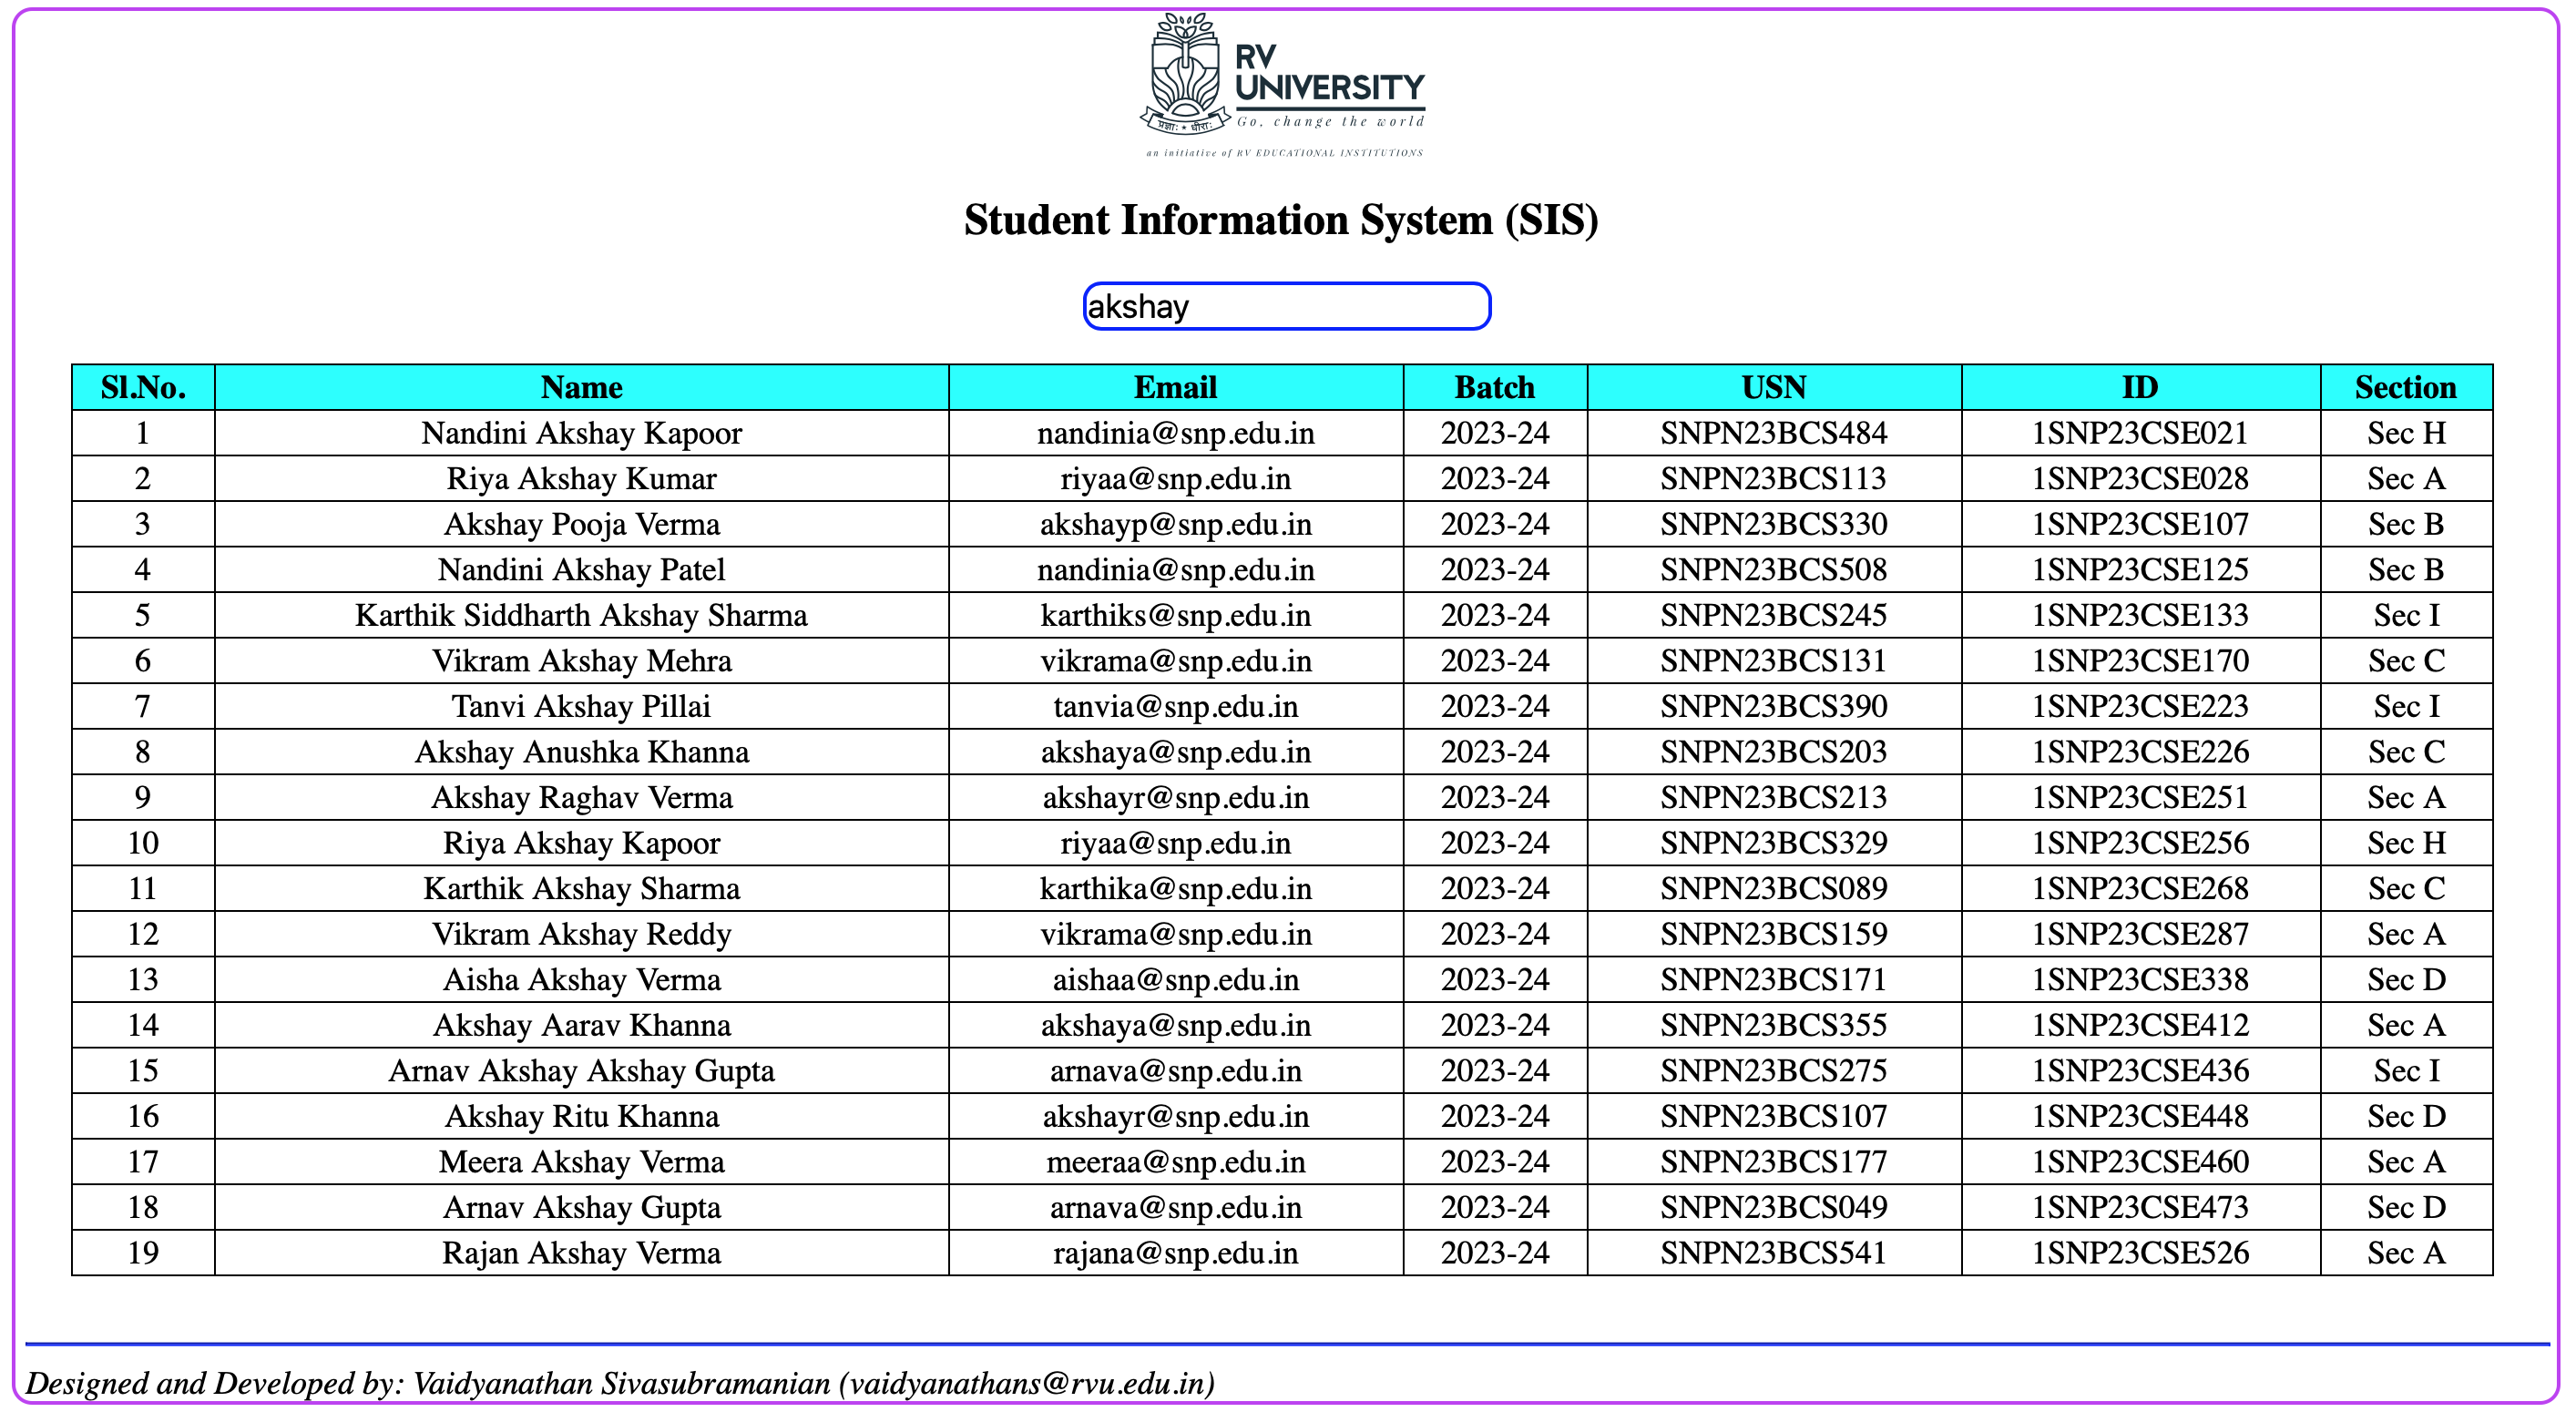 RV
UNIVERSITY
Go, change the world
प्रज्ञाः • धीराः
an initiative of RV EDUCATIONAL INSTITUTIONS
Student Information System (SIS)
akshay
Sl.No. Name Email Batch USN ID Section
1 Nandini Akshay Kapoor nandinia@snp.edu.in 2023-24 SNPN23BCS484 1SNP23CSE021 Sec H
2 Riya Akshay Kumar riyaa@snp.edu.in 2023-24 SNPN23BCS113 1SNP23CSE028 Sec A
3 Akshay Pooja Verma akshayp@snp.edu.in 2023-24 SNPN23BCS330 1SNP23CSE107 Sec B
4 Nandini Akshay Patel nandinia@snp.edu.in 2023-24 SNPN23BCS508 1SNP23CSE125 Sec B
5 Karthik Siddharth Akshay Sharma karthiks@snp.edu.in 2023-24 SNPN23BCS245 1SNP23CSE133 Sec I
6 Vikram Akshay Mehra vikrama@snp.edu.in 2023-24 SNPN23BCS131 1SNP23CSE170 Sec C
7 Tanvi Akshay Pillai tanvia@snp.edu.in 2023-24 SNPN23BCS390 1SNP23CSE223 Sec I
8 Akshay Anushka Khanna akshaya@snp.edu.in 2023-24 SNPN23BCS203 1SNP23CSE226 Sec C
9 Akshay Raghav Verma akshayr@snp.edu.in 2023-24 SNPN23BCS213 1SNP23CSE251 Sec A
10 Riya Akshay Kapoor riyaa@snp.edu.in 2023-24 SNPN23BCS329 1SNP23CSE256 Sec H
11 Karthik Akshay Sharma karthika@snp.edu.in 2023-24 SNPN23BCS089 1SNP23CSE268 Sec C
12 Vikram Akshay Reddy vikrama@snp.edu.in 2023-24 SNPN23BCS159 1SNP23CSE287 Sec A
13 Aisha Akshay Verma aishaa@snp.edu.in 2023-24 SNPN23BCS171 1SNP23CSE338 Sec D
14 Akshay Aarav Khanna akshaya@snp.edu.in 2023-24 SNPN23BCS355 1SNP23CSE412 Sec A
15 Arnav Akshay Akshay Gupta arnava@snp.edu.in 2023-24 SNPN23BCS275 1SNP23CSE436 Sec I
16 Akshay Ritu Khanna akshayr@snp.edu.in 2023-24 SNPN23BCS107 1SNP23CSE448 Sec D
17 Meera Akshay Verma meeraa@snp.edu.in 2023-24 SNPN23BCS177 1SNP23CSE460 Sec A
18 Arnav Akshay Gupta arnava@snp.edu.in 2023-24 SNPN23BCS049 1SNP23CSE473 Sec D
19 Rajan Akshay Verma rajana@snp.edu.in 2023-24 SNPN23BCS541 1SNP23CSE526 Sec A
Designed and Developed by: Vaidyanathan Sivasubramanian (vaidyanathans@rvu.edu.in)